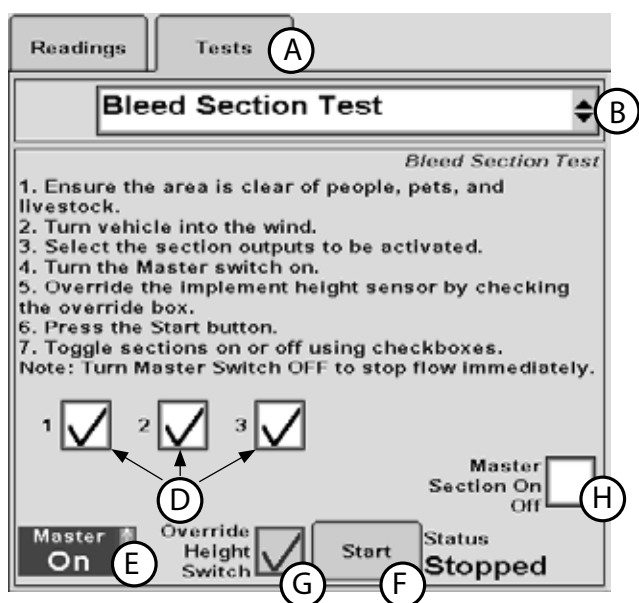 Readings
Tests
A
Bleed Section Test
B
Bleed Section Test
1. Ensure the area is clear of people, pets, and
livestock.
2. Turn vehicle into the wind.
3. Select the section outputs to be activated.
4. Turn the Master switch on.
5. Override the implement height sensor by checking
the override box.
6. Press the Start button.
7. Toggle sections on or off using checkboxes.
Note: Turn Master Switch OFF to stop flow immediately.
1
2
3
D
Master
Section On
Off
H
Master
On
E
Override
Height
Switch
G
Start
F
Status
Stopped